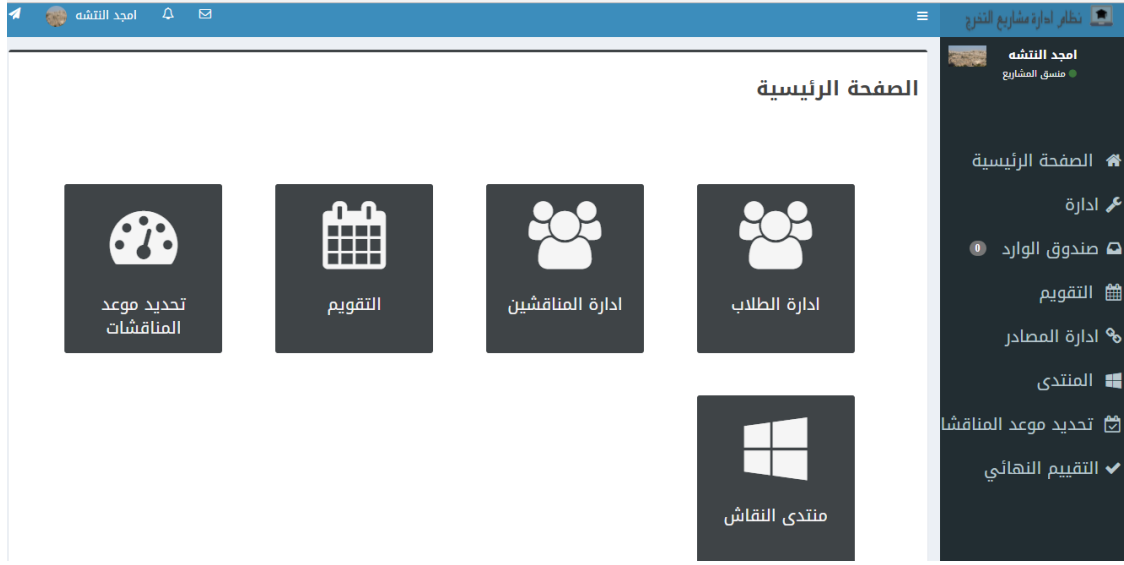 نظام ادارة مشاريع التخرج
امجد النتشه
امجد النتشه
منسق المشاريع
الصفحة الرئيسية
ادارة
صندوق الوارد 0
التقويم
ادارة المصادر
المنتدى
تحديد موعد المناقشا
التقييم النهائي
الصفحة الرئيسية
ادارة الطلاب
ادارة المناقشين
التقويم
تحديد موعد
المناقشات
منتدى النقاش